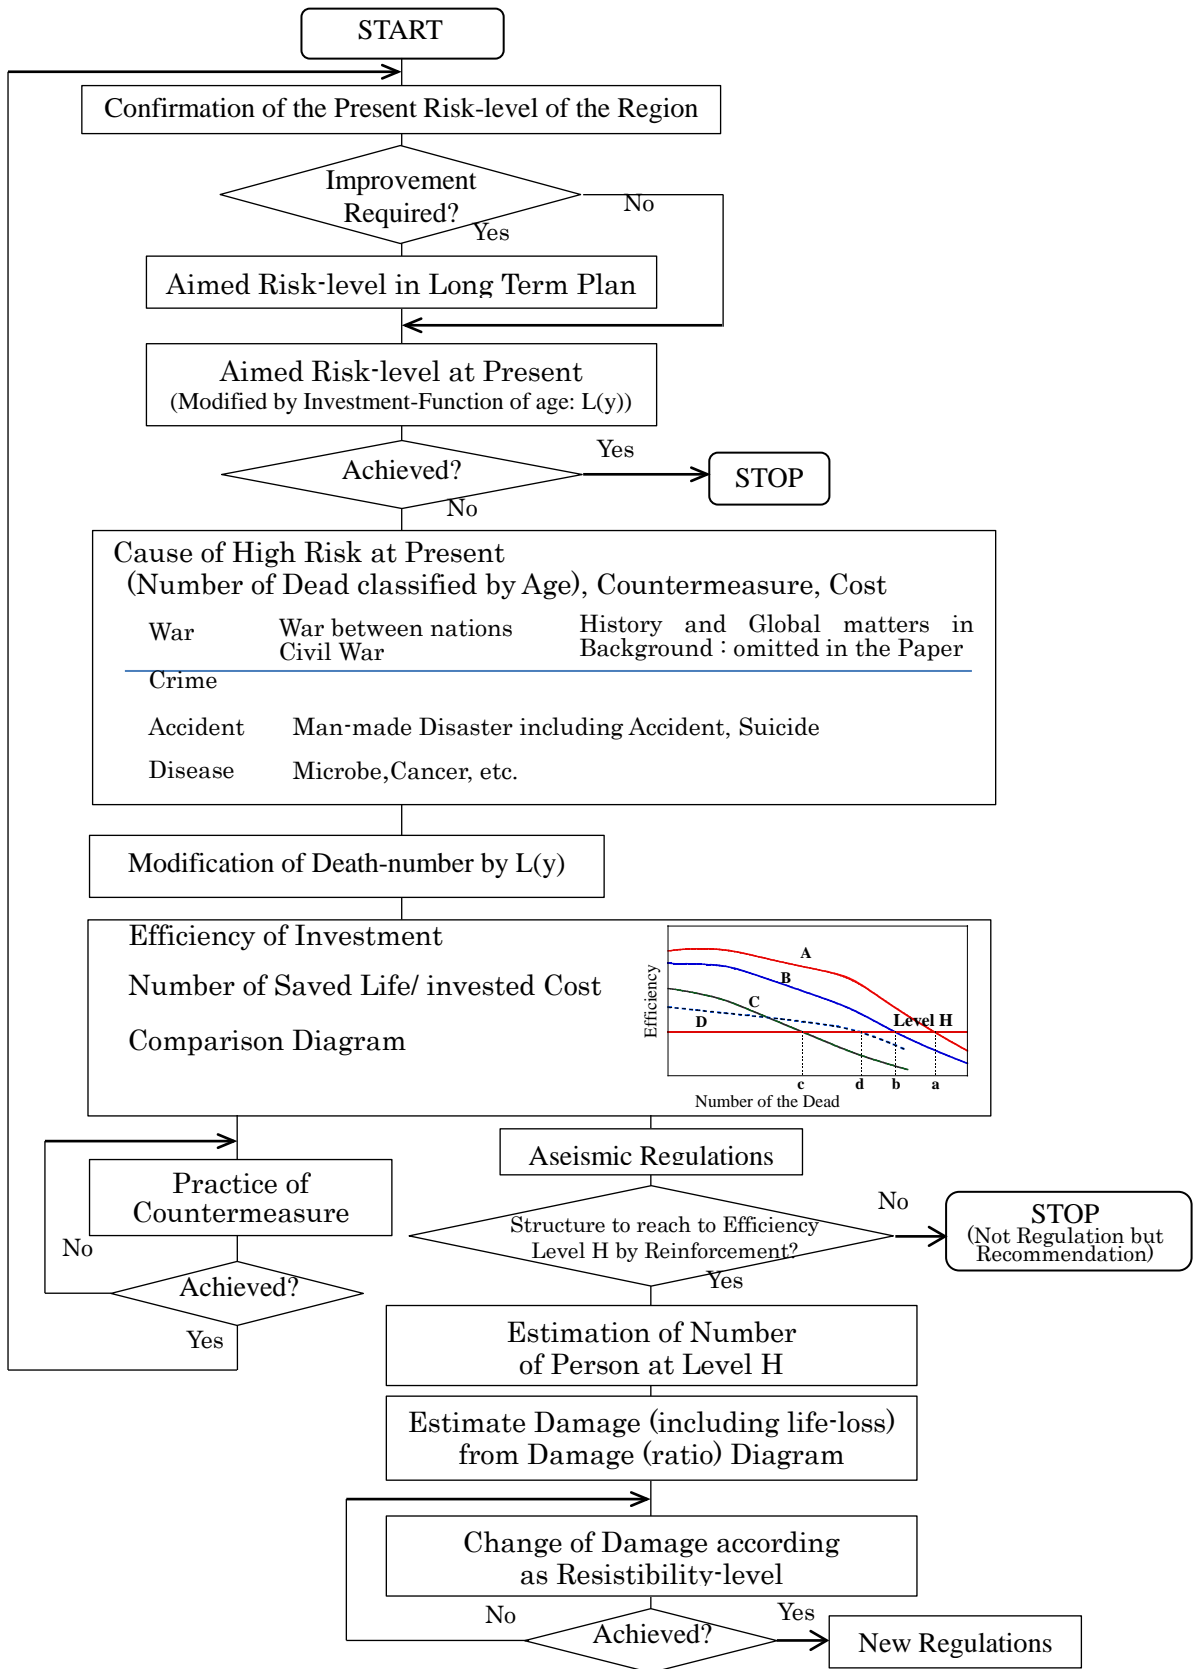 START
Confirmation of the Present Risk-level of the Region
Improvement
Required?
No
Yes
Aimed Risk-level in Long Term Plan
Aimed Risk-level at Present
(Modified by Investment-Function of age: L(y))
Achieved?
Yes
STOP
No
Cause of High Risk at Present
(Number of Dead classified by Age), Countermeasure, Cost
War
War between nations
Civil War
History and Global matters in
Background : omitted in the Paper
Crime
Accident
Man-made Disaster including Accident, Suicide
Disease
Microbe,Cancer, etc.
Modification of Death-number by L(y)
Efficiency of Investment
Number of Saved Life/ invested Cost
Comparison Diagram
Efficiency
A
B
C
D
Level H
c
d
b
a
Number of the Dead
Practice of
Countermeasure
No
Achieved?
Yes
Aseismic Regulations
Structure to reach to Efficiency
Level H by Reinforcement?
No
STOP
(Not Regulation but
Recommendation)
Yes
Estimation of Number
of Person at Level H
Estimate Damage (including life-loss)
from Damage (ratio) Diagram
Change of Damage according
as Resistibility-level
No
Achieved?
Yes
New Regulations